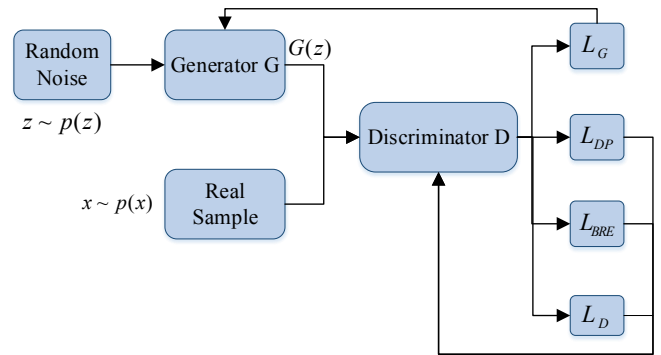 Random
Noise
z ~ p(z)
Generator G
G(z)
Real
Sample
x ~ p(x)
Discriminator D
L_G
L_DP
L_BRE
L_D